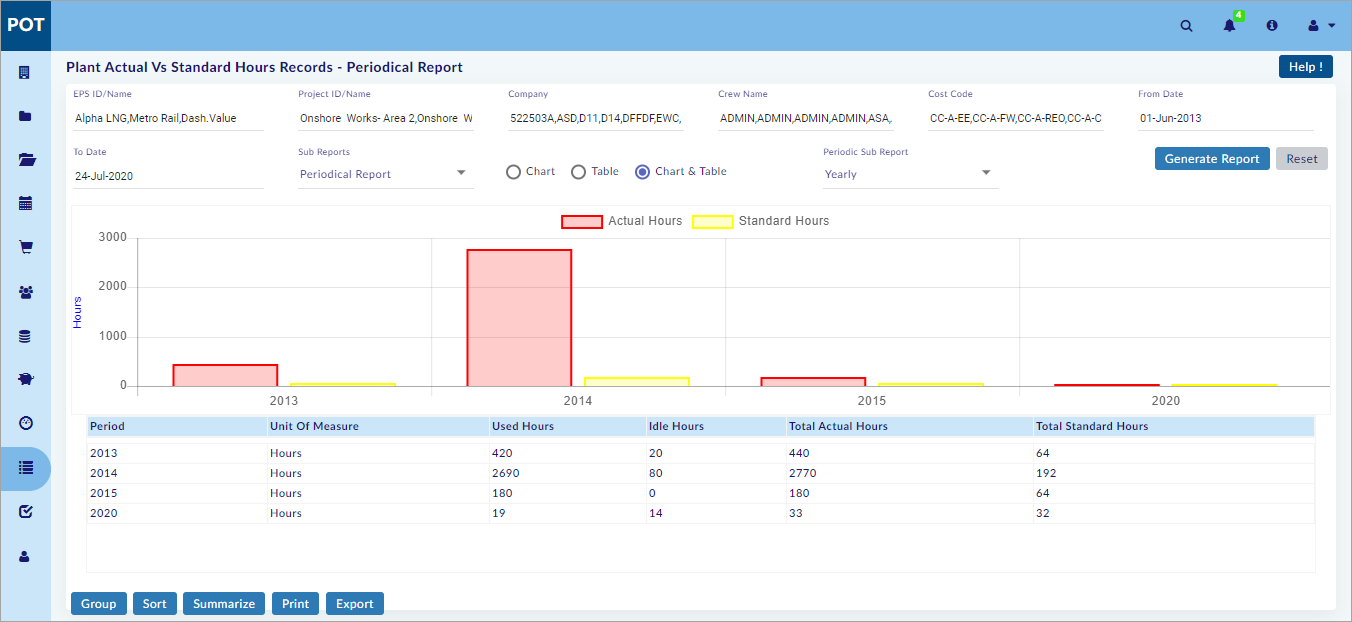 POT
4
Plant Actual Vs Standard Hours Records - Periodical Report
Help !
EPS ID/Name Project ID/Name Company Crew Name Cost Code From Date
Alpha LNG,Metro Rail,Dash.Value Onshore Works- Area 2,Onshore W 522503A,ASD,D11,D14,DFFDF,EWC, ADMIN,ADMIN,ADMIN,ADMIN,ASA, CC-A-EE,CC-A-FW,CC-A-REO,CC-A-C 01-Jun-2013
To Date Sub Reports Periodic Sub Report
24-Jul-2020 Periodical Report Chart Table Chart & Table Yearly Generate Report Reset
Actual Hours Standard Hours
3000
2000
1000
0
Hours
2013 2014 2015 2020
Period Unit Of Measure Used Hours Idle Hours Total Actual Hours Total Standard Hours
2013 Hours 420 20 440 64
2014 Hours 2690 80 2770 192
2015 Hours 180 0 180 64
2020 Hours 19 14 33 32
Group Sort Summarize Print Export